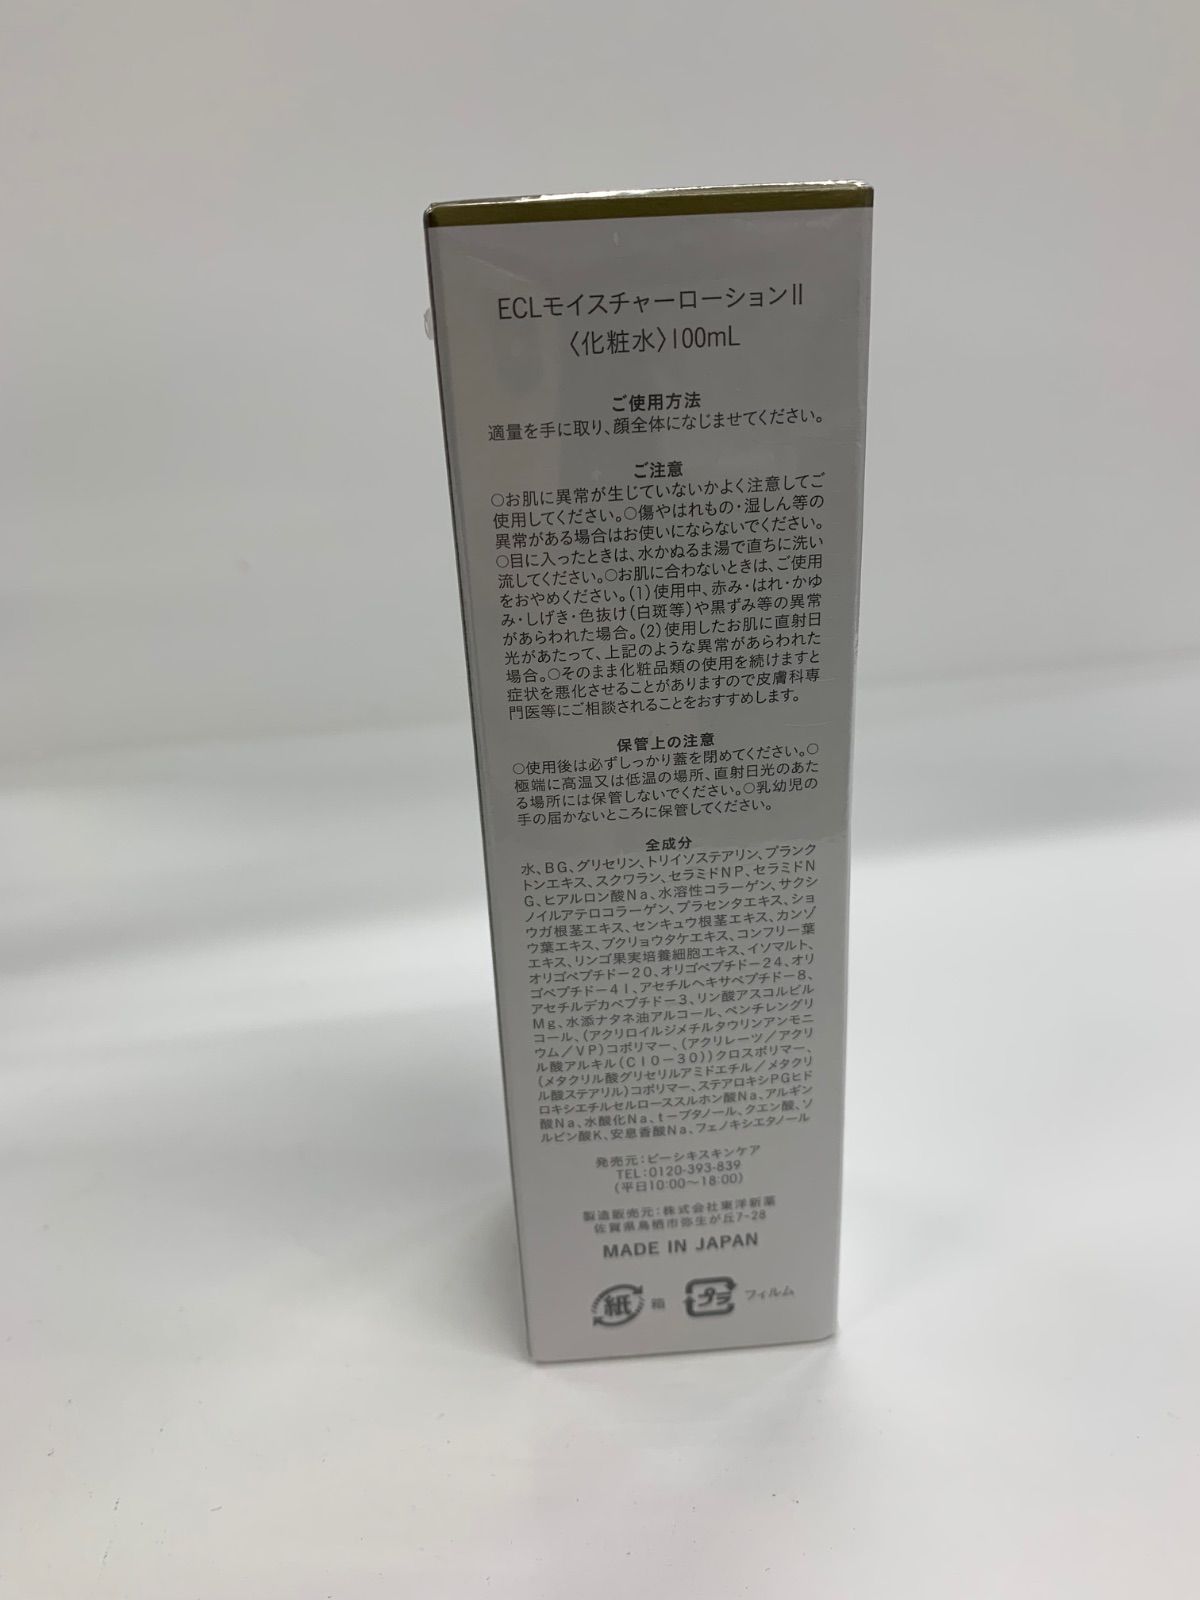 ECLモイスチャーローションⅡ
〈化粧水〉100mL
ご使用方法
適量を手に取り、顔全体になじませてください。
ご注意
○お肌に異常が生じていないかよく注意してご
使用してください。○傷やはれもの・湿しん等の
異常がある場合はお使いにならないでください。
○目に入ったときは、水かぬるま湯で直ちに洗い
流してください。○お肌に合わないときは、ご使用
をおやめください。(1)使用中、赤み・はれ・かゆ
み・しげき・色抜け(白斑等)や黒ずみ等の異常
があらわれた場合。(2)使用したお肌に直射日
光があたって、上記のような異常があらわれた
場合。○そのまま化粧品類の使用を続けますと
症状を悪化させることがありますので皮膚科専
門医等にご相談されることをおすすめします。
保管上の注意
○使用後は必ずしっかり蓋を閉めてください。○
極端に高温又は低温の場所、直射日光のあた
る場所には保管しないでください。○乳幼児の
手の届かないところに保管してください。
全成分
水、BG、グリセリン、トリイソステアリン、プランク
トンエキス、スクワラン、セラミドNP、セラミドN
G、ヒアルロン酸Na、水溶性コラーゲン、サクシ
ノイルアテロコラーゲン、プラセンタエキス、ショ
ウガ根茎エキス、センキュウ根茎エキス、カンゾ
ウ葉エキス、ブクリョウタケエキス、コンフリー葉
エキス、リンゴ果実培養細胞エキス、イソマルト、
オリゴペプチド-20、オリゴペプチド-24、オリ
ゴペプチド-41、アセチルヘキサペプチド-8、
アセチルデカペプチド-3、リン酸アスコルビル
Mg、水添ナタネ油アルコール、ペンチレングリ
コール、(アクリロイルジメチルタウリンアンモニ
ウム/VP)コポリマー、(アクリレーツ/アクリ
ル酸アルキル(C10-30))クロスポリマー、
(メタクリル酸グリセリルアミドエチル/メタクリ
ル酸ステアリル)コポリマー、ステアロキシPGヒド
ロキシエチルセルローススルホン酸Na、アルギン
酸Na、水酸化Na、t-ブタノール、クエン酸、ソ
ルビン酸K、安息香酸Na、フェノキシエタノール
発売元:ビーシキスキンケア
TEL:0120-393-839
(平日10:00～18:00)
製造販売元:株式会社東洋新薬
佐賀県鳥栖市弥生が丘7-28
MADE IN JAPAN
紙 箱 プラ フィルム